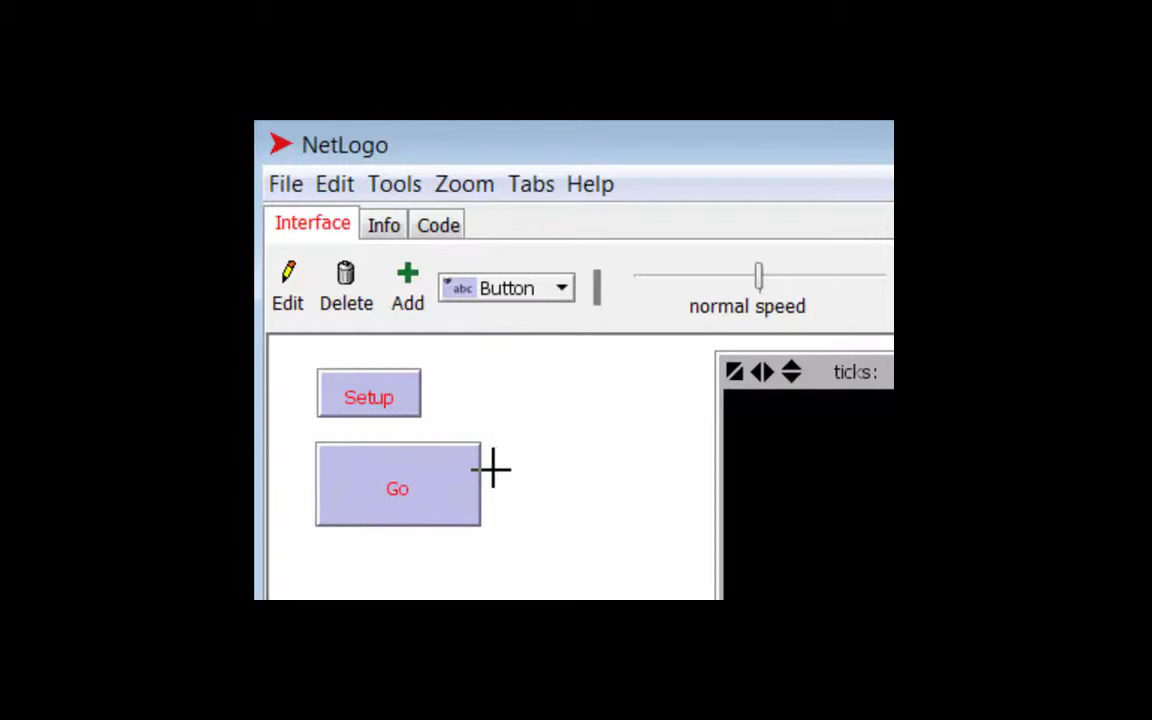 NetLogo
File Edit Tools Zoom Tabs Help
Interface Info Code
Edit Delete Add abc Button normal speed
ticks:
Setup
Go